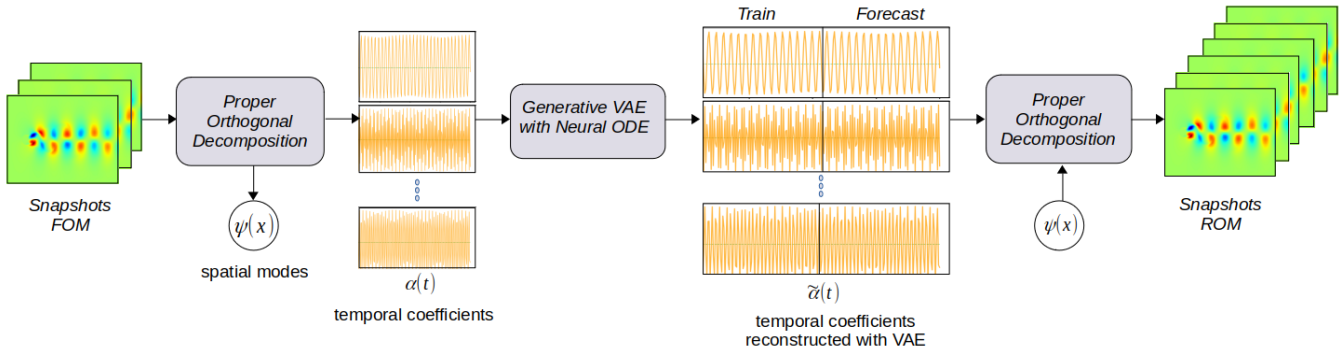 Snapshots
FOM
Proper
Orthogonal
Decomposition
ψ(x)
spatial modes
α(t)
temporal coefficients
Generative VAE
with Neural ODE
Train
Forecast
α̃(t)
temporal coefficients
reconstructed with VAE
Proper
Orthogonal
Decomposition
ψ(x)
Snapshots
ROM